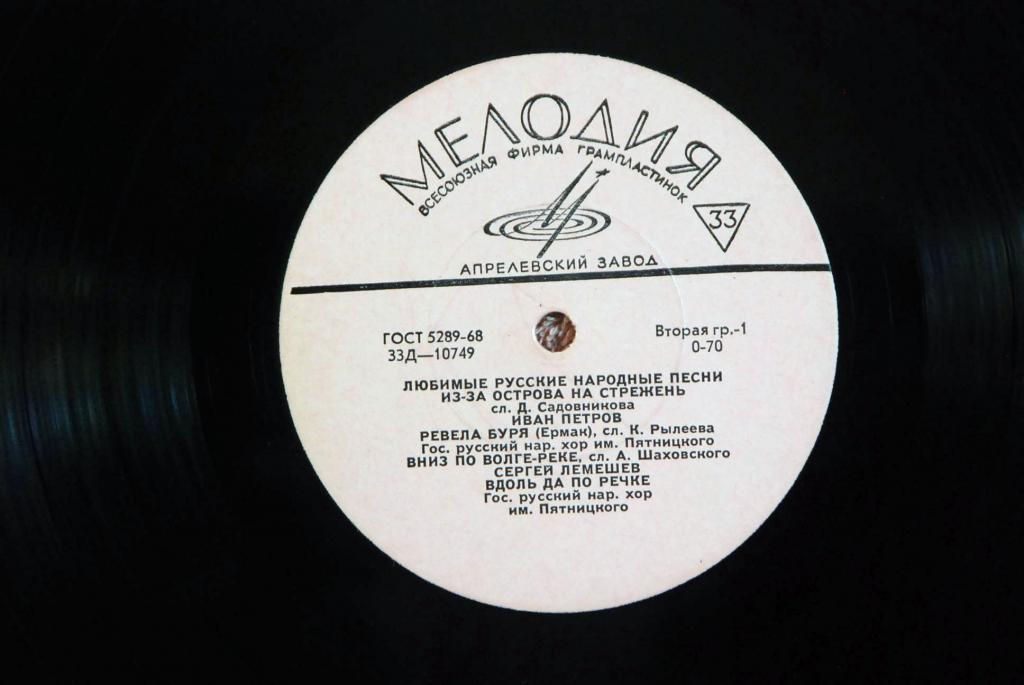 МЕЛОДИЯ
ВСЕСОЮЗНАЯ ФИРМА ГРАМПЛАСТИНОК
33
АПРЕЛЕВСКИЙ ЗАВОД
ГОСТ 5289-68
33Д—10749
Вторая гр.-1
0-70
ЛЮБИМЫЕ РУССКИЕ НАРОДНЫЕ ПЕСНИ
ИЗ-ЗА ОСТРОВА НА СТРЕЖЕНЬ
сл. Д. Садовникова
ИВАН ПЕТРОВ
РЕВЕЛА БУРЯ (Ермак), сл. К. Рылеева
Гос. русский нар. хор им. Пятницкого
ВНИЗ ПО ВОЛГЕ-РЕКЕ, сл. А. Шаховского
СЕРГЕЙ ЛЕМЕШЕВ
ВДОЛЬ ДА ПО РЕЧКЕ
Гос. русский нар. хор
им. Пятницкого